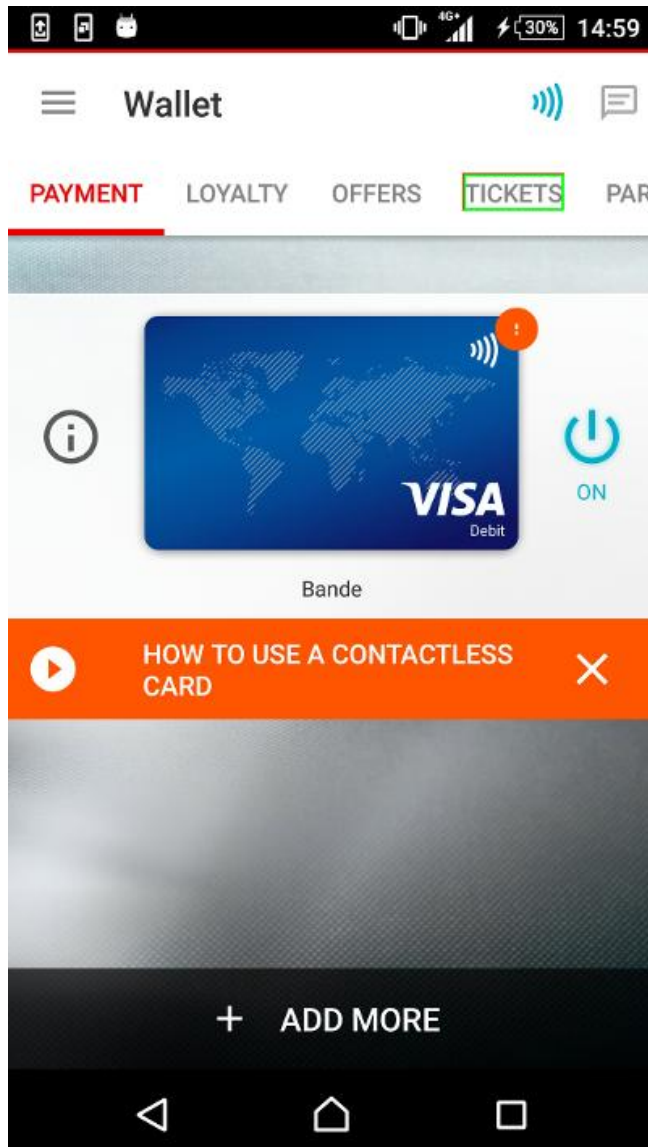 4G+ 30% 14:59
Wallet
PAYMENT LOYALTY OFFERS TICKETS PAR
VISA
Debit
ON
Bande
HOW TO USE A CONTACTLESS
CARD
+ ADD MORE